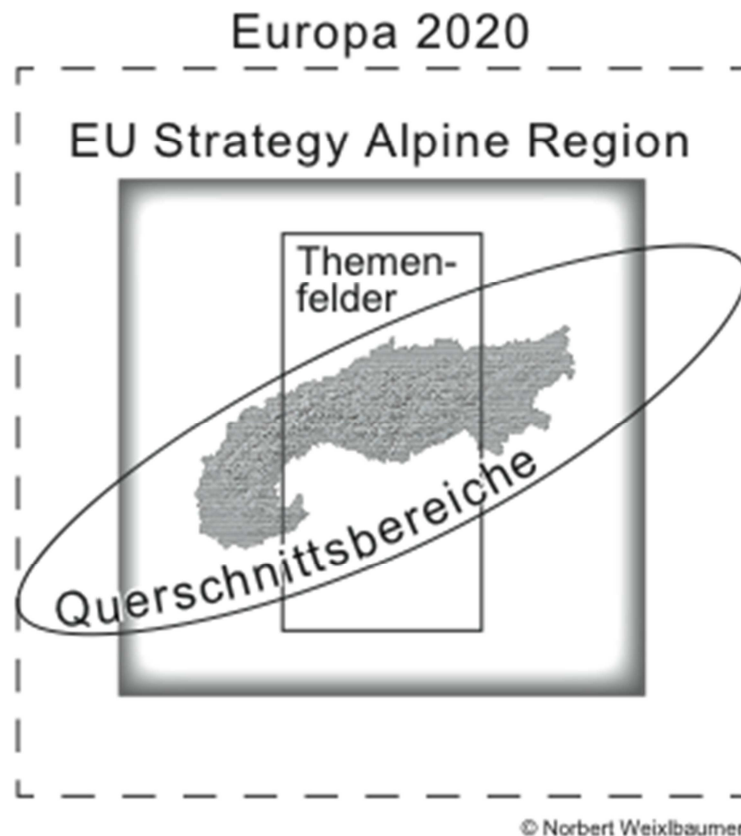 Europa 2020
EU Strategy Alpine Region
Themen-
felder
Querschnittsbereiche
© Norbert Weixlbaumer